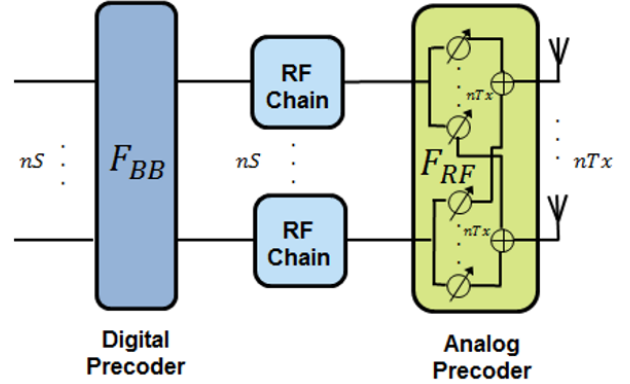 RF
Chain
nTx
nS
F_BB
nS
F_RF
nTx
RF
Chain
nTx
Digital
Precoder
Analog
Precoder